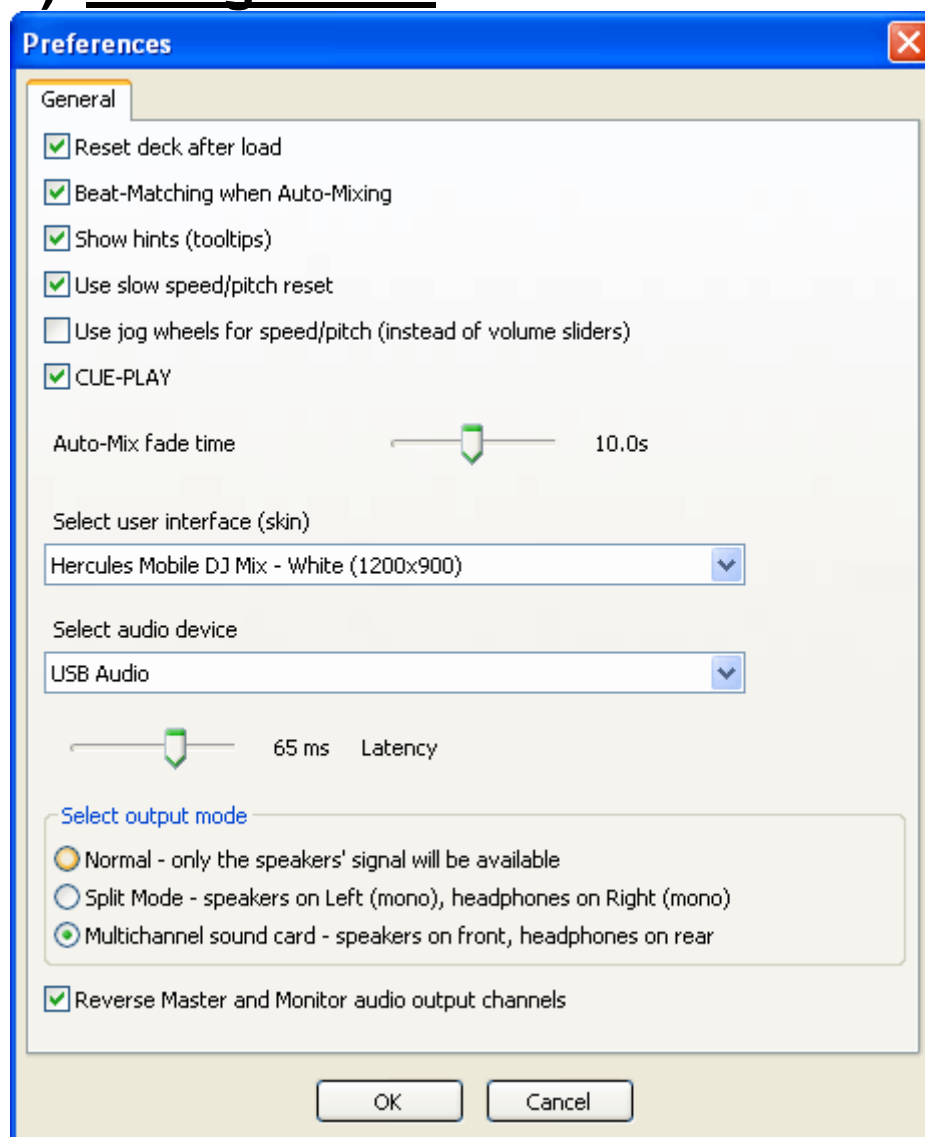 Preferences
General
Reset deck after load
Beat-Matching when Auto-Mixing
Show hints (tooltips)
Use slow speed/pitch reset
Use jog wheels for speed/pitch (instead of volume sliders)
CUE-PLAY
Auto-Mix fade time 10.0s
Select user interface (skin)
Hercules Mobile DJ Mix - White (1200x900)
Select audio device
USB Audio
65 ms Latency
Select output mode
Normal - only the speakers' signal will be available
Split Mode - speakers on Left (mono), headphones on Right (mono)
Multichannel sound card - speakers on front, headphones on rear
Reverse Master and Monitor audio output channels
OK Cancel